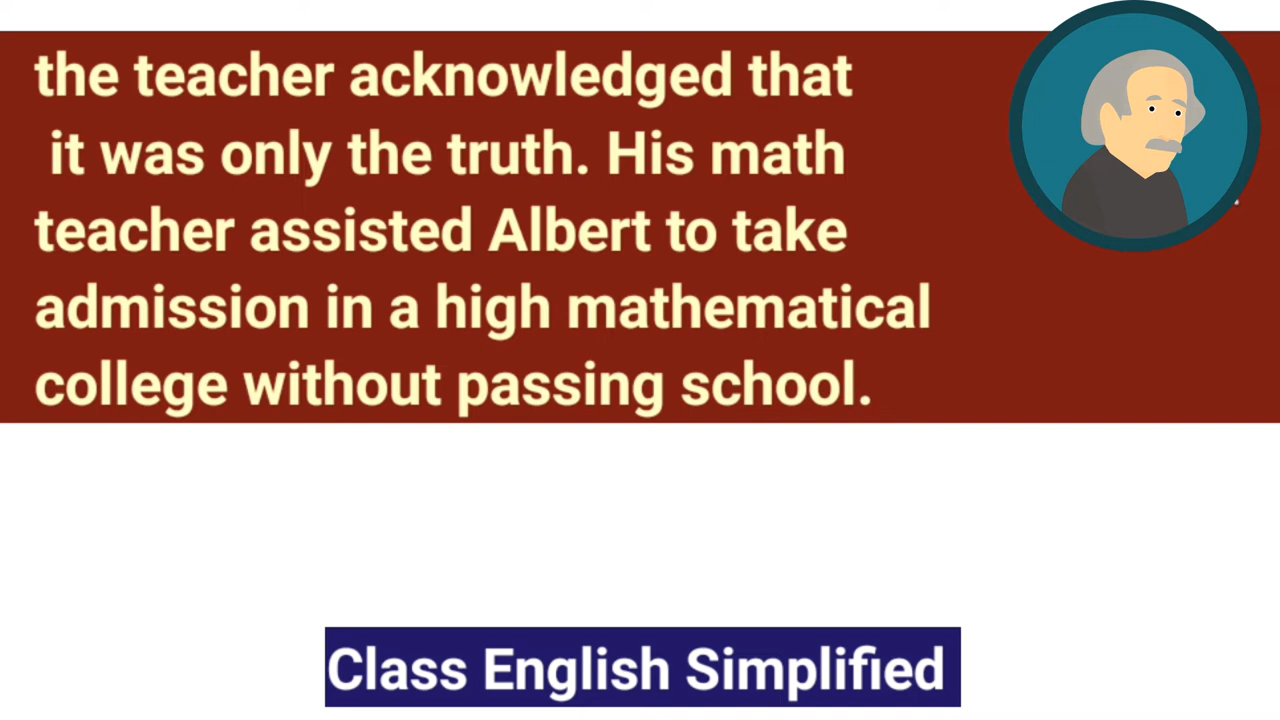 the teacher acknowledged that
it was only the truth. His math
teacher assisted Albert to take
admission in a high mathematical
college without passing school.
Class English Simplified